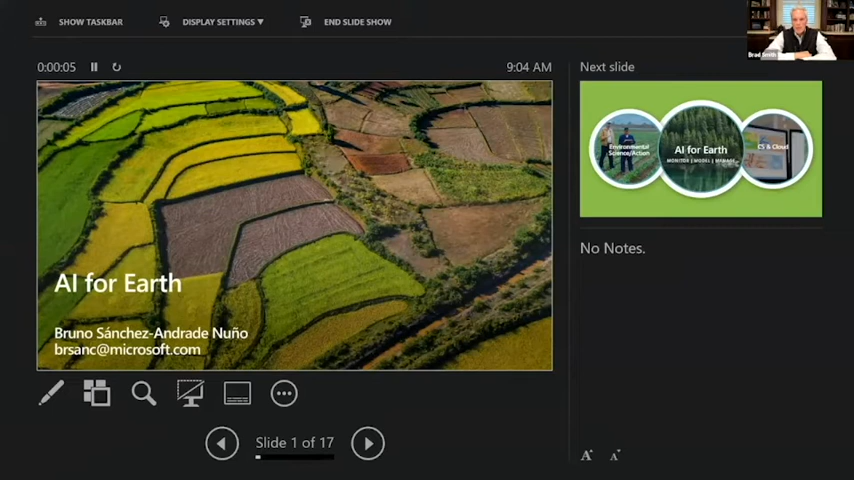 SHOW TASKBAR
DISPLAY SETTINGS ▼
END SLIDE SHOW
Brad Smith
0:00:05
9:04 AM
Next slide
AI for Earth
Bruno Sánchez-Andrade Nuño
brsanc@microsoft.com
Environmental
Science/Action
AI for Earth
MONITOR | MODEL | MANAGE
CS & Cloud
No Notes.
Slide 1 of 17
A
A